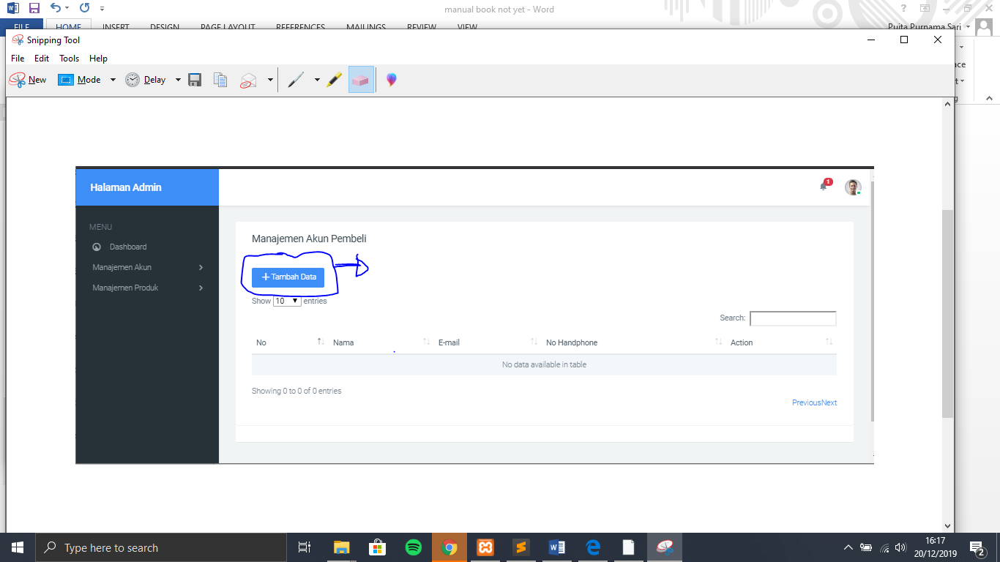 manual book not yet - Word
FILE HOME INSERT DESIGN PAGE LAYOUT REFERENCES MAILINGS REVIEW VIEW
Puita Purnama Sari
Snipping Tool
File Edit Tools Help
New Mode Delay
Halaman Admin
1
MENU
Dashboard
Manajemen Akun
Manajemen Produk
Manajemen Akun Pembeli
Tambah Data
Show 10 entries
Search:
No Nama E-mail No Handphone Action
No data available in table
Showing 0 to 0 of 0 entries
PreviousNext
Type here to search
16:17
20/12/2019
2